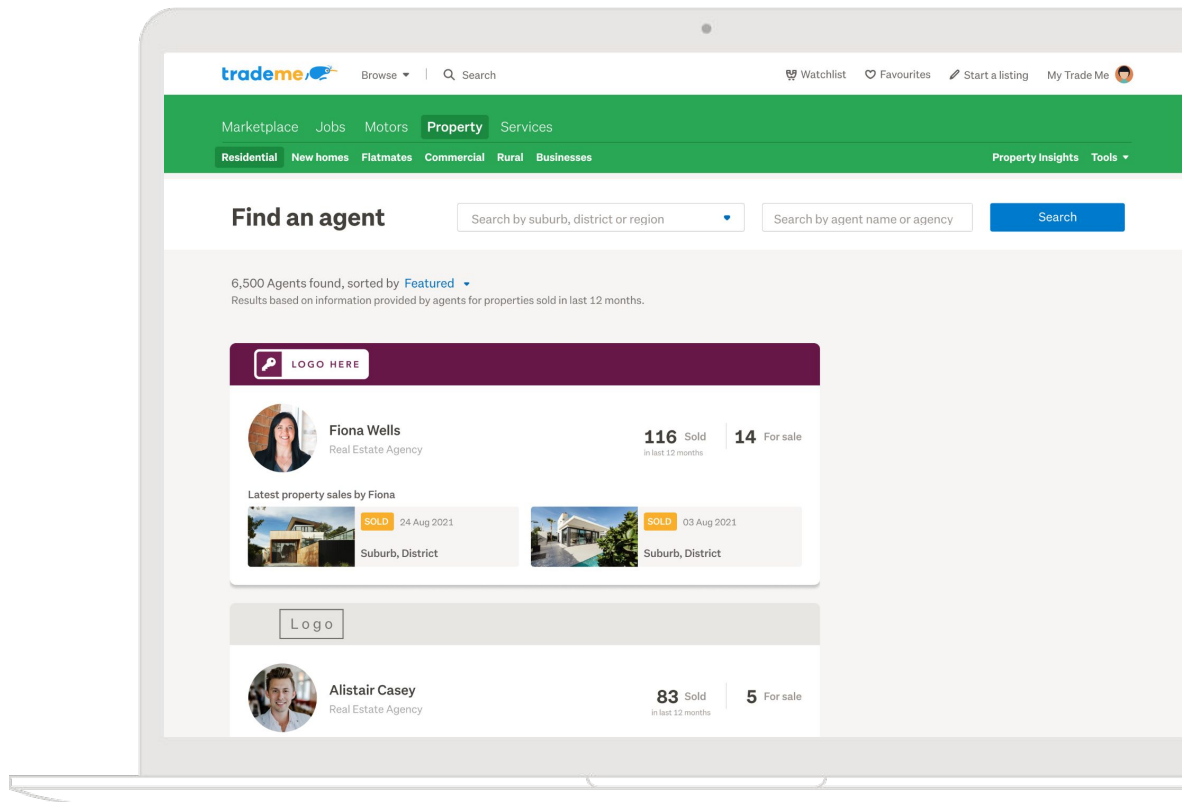 trademe Browse Search Watchlist Favourites Start a listing My Trade Me
Marketplace Jobs Motors Property Services
Residential New homes Flatmates Commercial Rural Businesses Property Insights Tools
Find an agent Search by suburb, district or region Search by agent name or agency Search
6,500 Agents found, sorted by Featured
Results based on information provided by agents for properties sold in last 12 months.
LOGO HERE
Fiona Wells
Real Estate Agency
116 Sold 14 For sale
in last 12 months
Latest property sales by Fiona
SOLD 24 Aug 2021
Suburb, District
SOLD 03 Aug 2021
Suburb, District
Logo
Alistair Casey
Real Estate Agency
83 Sold 5 For sale
in last 12 months